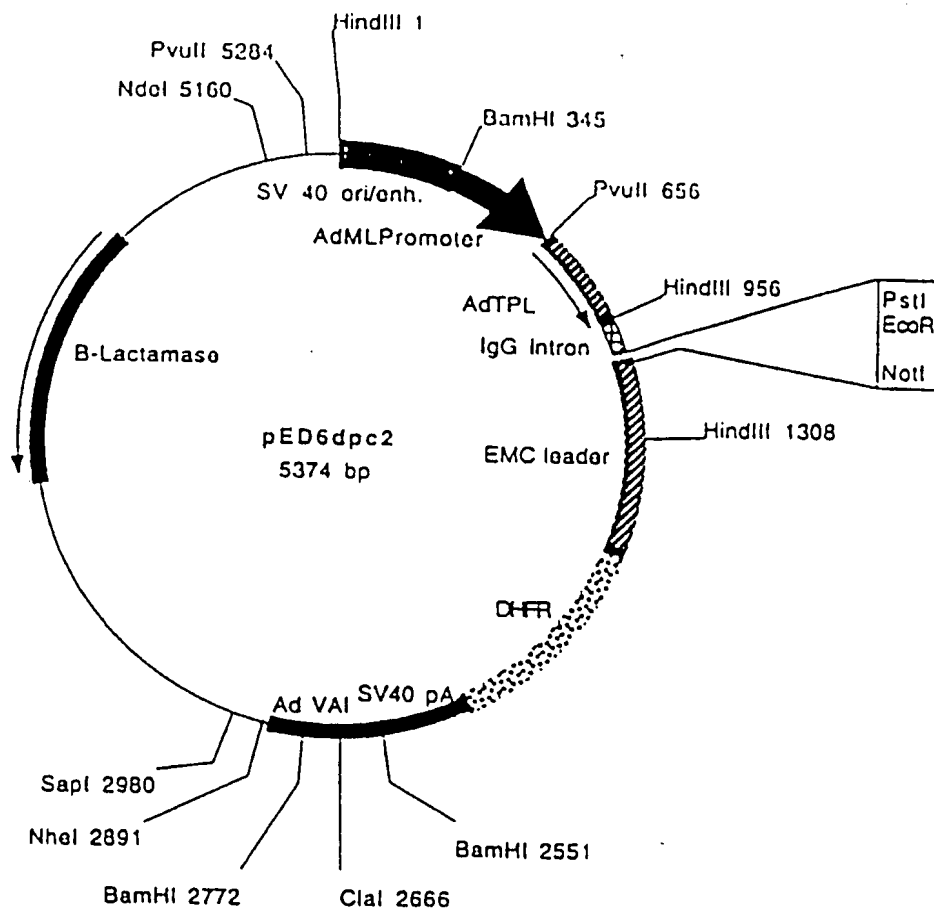 HindIII 1
PvuII 5284
NdeI 5160
BamHI 345
SV 40 ori/enh.
PvuII 656
AdMLPromoter
HindIII 956
AdTPL
PstI
EcoR
IgG Intron
NotI
B-Lactamase
HindIII 1308
pED6dpc2
EMC leader
5374 bp
DHFR
Ad VAI
SV40 pA
SapI 2980
NheI 2891
BamHI 2551
BamHI 2772
ClaI 2666